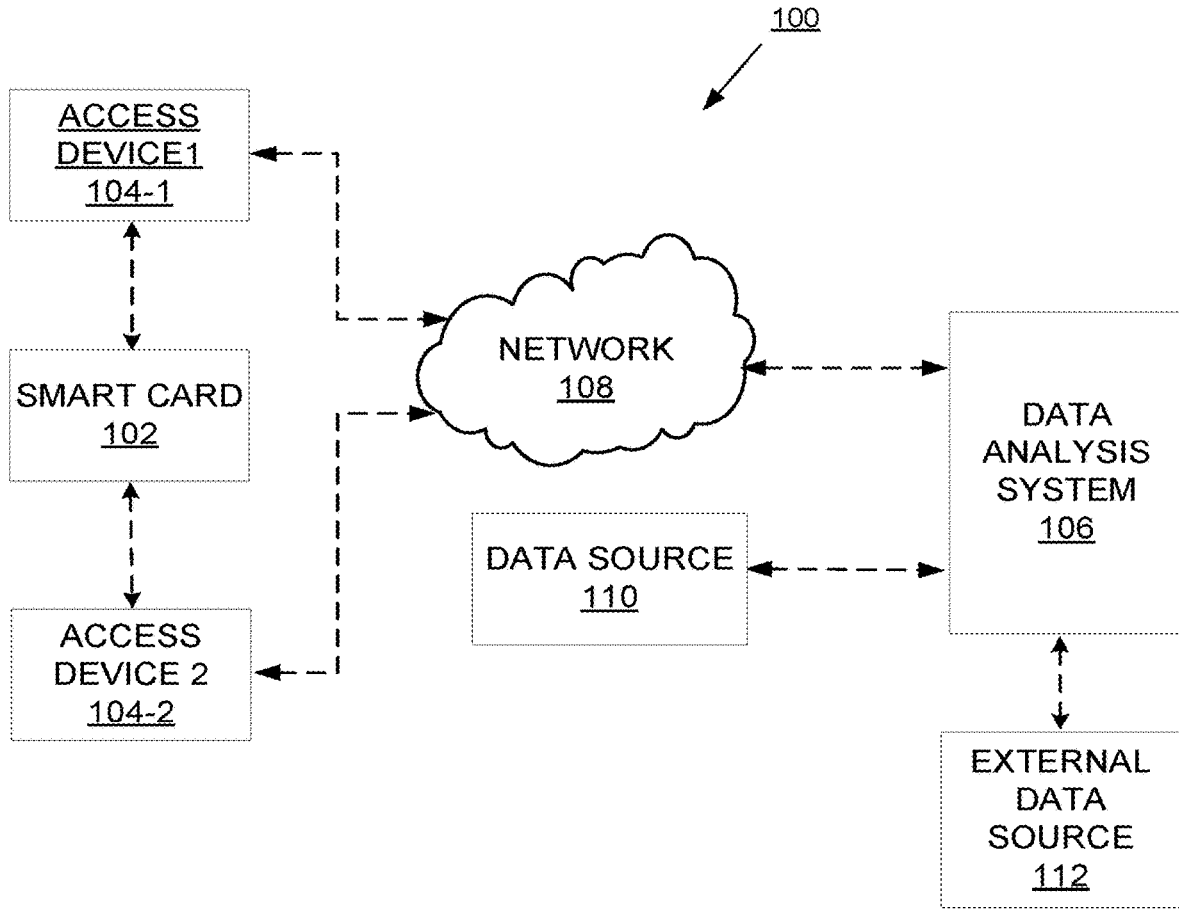 100
ACCESS
DEVICE1
104-1
SMART CARD
102
ACCESS
DEVICE 2
104-2
NETWORK
108
DATA SOURCE
110
DATA
ANALYSIS
SYSTEM
106
EXTERNAL
DATA
SOURCE
112